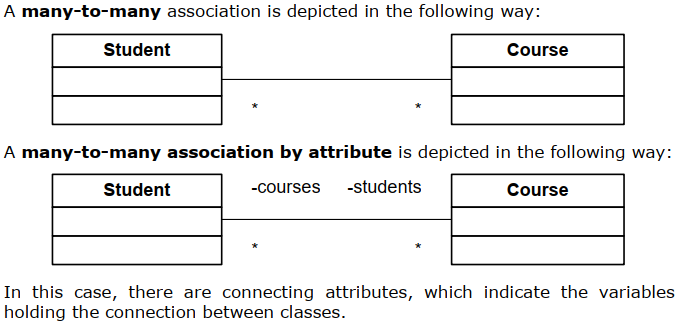 A many-to-many association is depicted in the following way:
Student Course
* *
A many-to-many association by attribute is depicted in the following way:
Student -courses -students Course
* *
In this case, there are connecting attributes, which indicate the variables
holding the connection between classes.